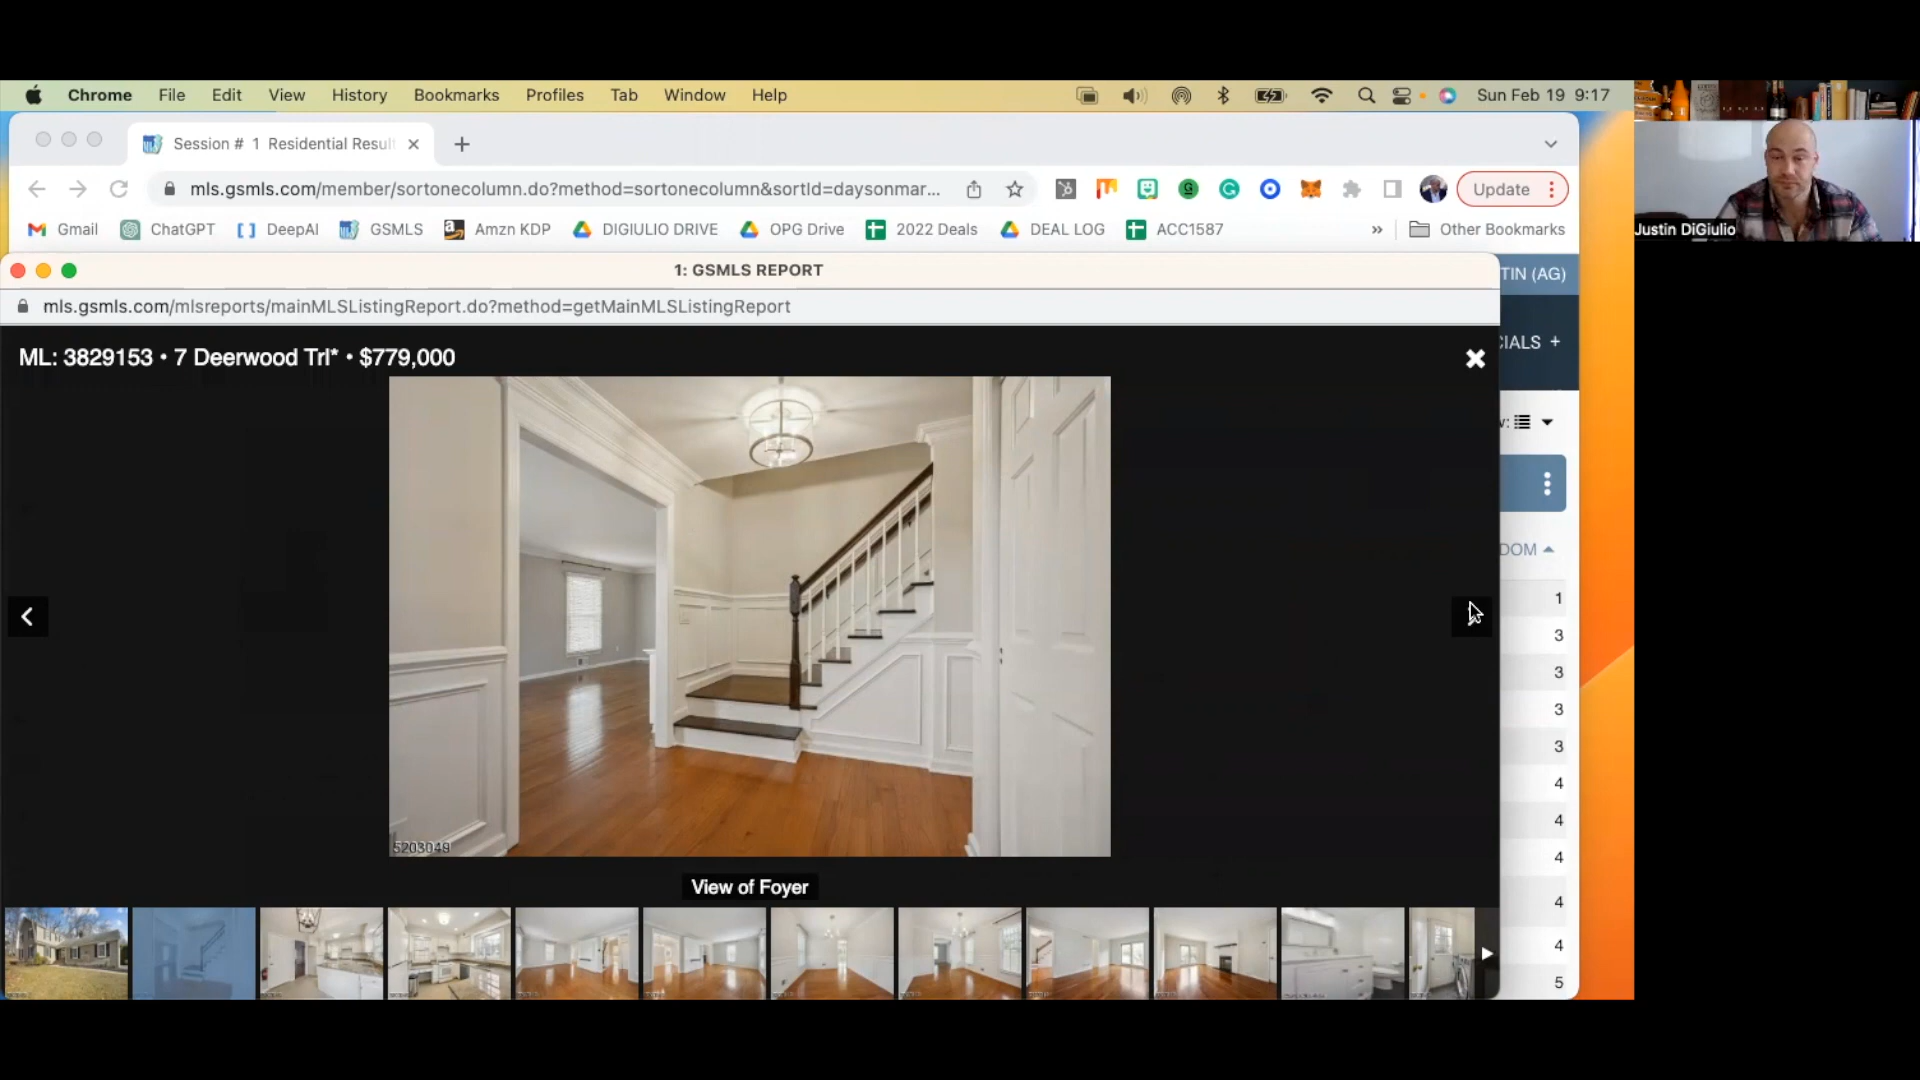 Chrome File Edit View History Bookmarks Profiles Tab Window Help Sun Feb 19 9:17
Session # 1 Residential Resul
mls.gsmls.com/member/sortonecolumn.do?method=sortonecolumn&sortId=daysonmar... Update
Gmail ChatGPT DeepAI GSMLS Amzn KDP DIGIULIO DRIVE OPG Drive 2022 Deals DEAL LOG ACC1587 » Other Bookmarks
Justin DiGiulio
1: GSMLS REPORT
TIN (AG)
mls.gsmls.com/mlsreports/mainMLSListingReport.do?method=getMainMLSListingReport
CIALS +
ML: 3829153 • 7 Deerwood Trl* • $779,000
DOM
1
3
3
3
3
4
4
4
4
4
5
5203049
View of Foyer